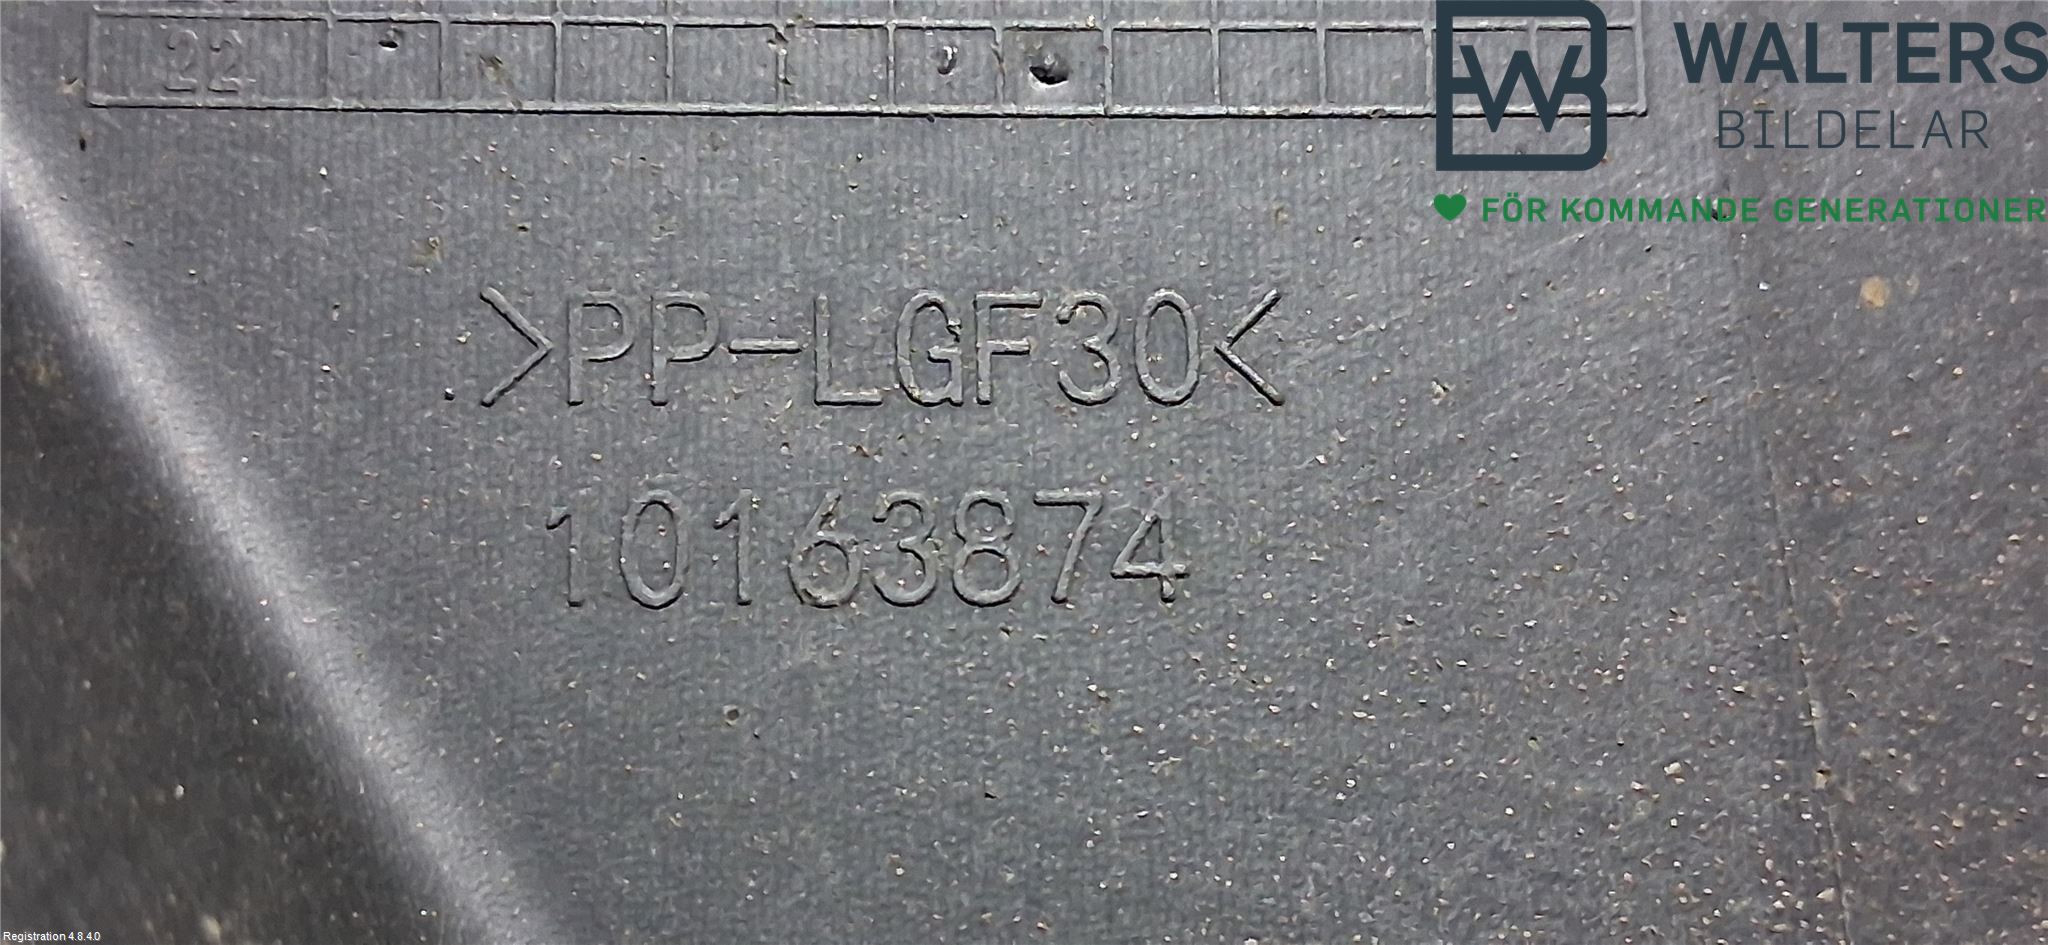 22
WALTERS
BILDELAR
FÖR KOMMANDE GENERATIONER
>PP-LGF30<
10163874
Registration 4.8.4.0